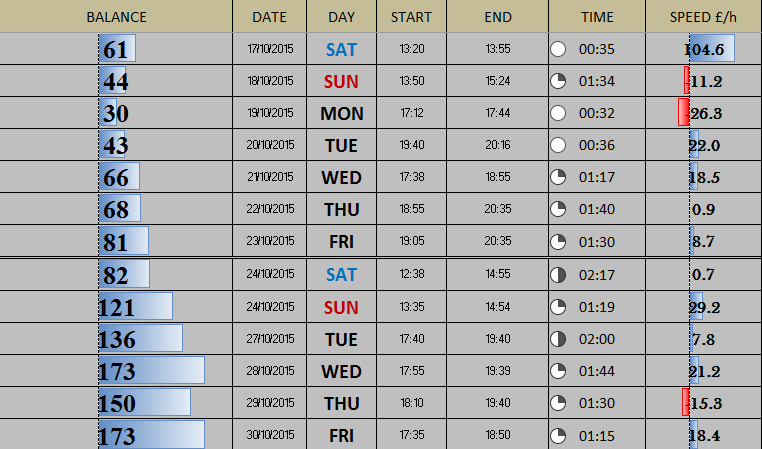 BALANCE DATE DAY START END TIME SPEED £/h
61 17/10/2015 SAT 13:20 13:55 00:35 104.6
44 18/10/2015 SUN 13:50 15:24 01:34 -11.2
30 19/10/2015 MON 17:12 17:44 00:32 -26.3
43 20/10/2015 TUE 19:40 20:16 00:36 22.0
66 21/10/2015 WED 17:38 18:55 01:17 18.5
68 22/10/2015 THU 18:55 20:35 01:40 0.9
81 23/10/2015 FRI 19:05 20:35 01:30 8.7
82 24/10/2015 SAT 12:38 14:55 02:17 0.7
121 24/10/2015 SUN 13:35 14:54 01:19 29.2
136 27/10/2015 TUE 17:40 19:40 02:00 7.8
173 28/10/2015 WED 17:55 19:39 01:44 21.2
150 29/10/2015 THU 18:10 19:40 01:30 -15.3
173 30/10/2015 FRI 17:35 18:50 01:15 18.4